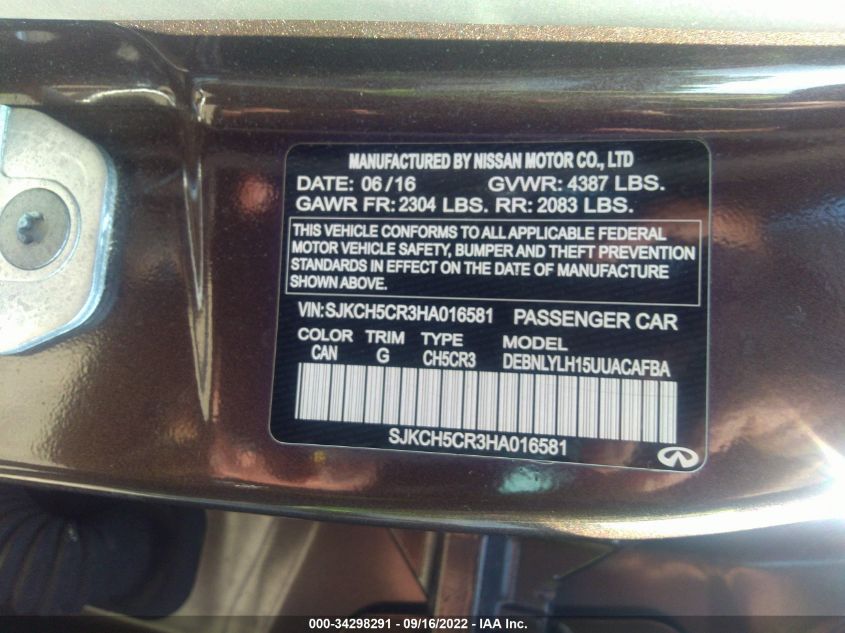 MANUFACTURED BY NISSAN MOTOR CO., LTD
DATE: 06/16 GVWR: 4387 LBS.
GAWR FR: 2304 LBS. RR: 2083 LBS.
THIS VEHICLE CONFORMS TO ALL APPLICABLE FEDERAL
MOTOR VEHICLE SAFETY, BUMPER AND THEFT PREVENTION
STANDARDS IN EFFECT ON THE DATE OF MANUFACTURE
SHOWN ABOVE.
VIN:SJKCH5CR3HA016581 PASSENGER CAR
COLOR TRIM TYPE MODEL
CAN G CH5CR3 DEBNLYLH15UUACAFBA
SJKCH5CR3HA016581
000-34298291 - 09/16/2022 - IAA Inc.